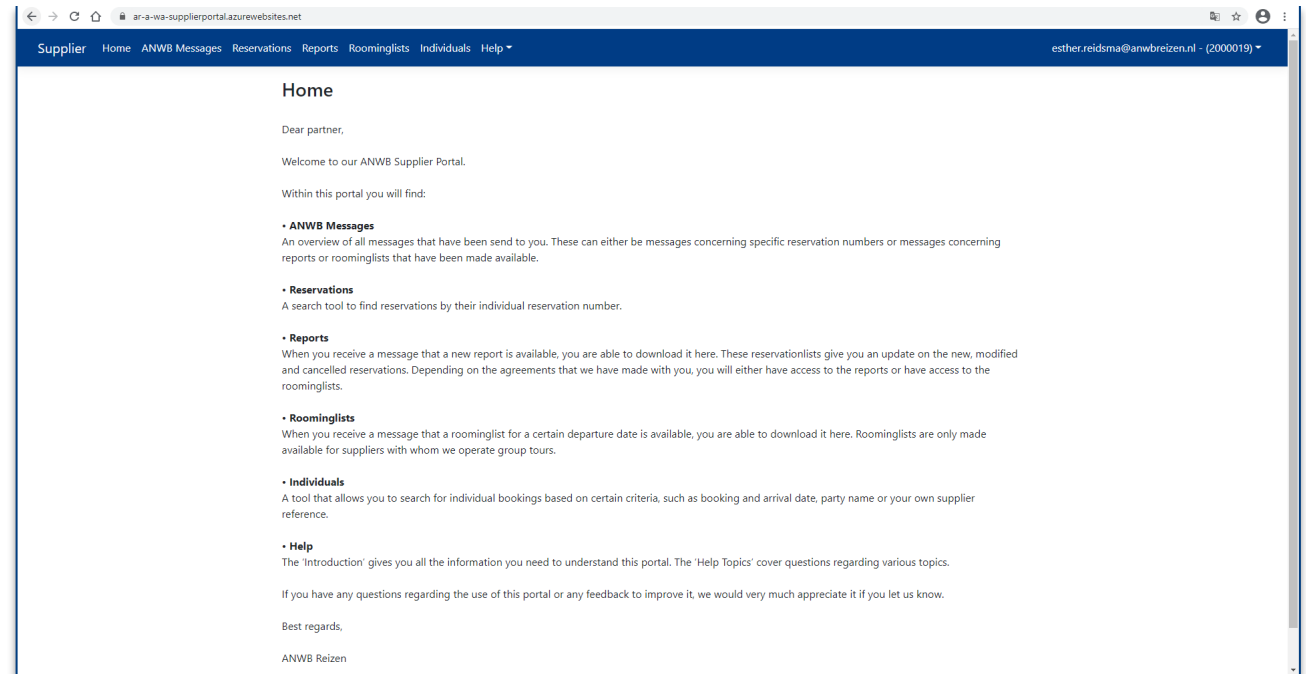 ar-a-wa-supplierportal.azurewebsites.net
Supplier Home ANWB Messages Reservations Reports Roominglists Individuals Help esther.reidsma@anwbreizen.nl - (2000019)
Home
Dear partner,
Welcome to our ANWB Supplier Portal.
Within this portal you will find:
• ANWB Messages
An overview of all messages that have been send to you. These can either be messages concerning specific reservation numbers or messages concerning
reports or roominglists that have been made available.
• Reservations
A search tool to find reservations by their individual reservation number.
• Reports
When you receive a message that a new report is available, you are able to download it here. These reservationlists give you an update on the new, modified
and cancelled reservations. Depending on the agreements that we have made with you, you will either have access to the reports or have access to the
roominglists.
• Roominglists
When you receive a message that a roominglist for a certain departure date is available, you are able to download it here. Roominglists are only made
available for suppliers with whom we operate group tours.
• Individuals
A tool that allows you to search for individual bookings based on certain criteria, such as booking and arrival date, party name or your own supplier
reference.
• Help
The 'Introduction' gives you all the information you need to understand this portal. The 'Help Topics' cover questions regarding various topics.
If you have any questions regarding the use of this portal or any feedback to improve it, we would very much appreciate it if you let us know.
Best regards,
ANWB Reizen